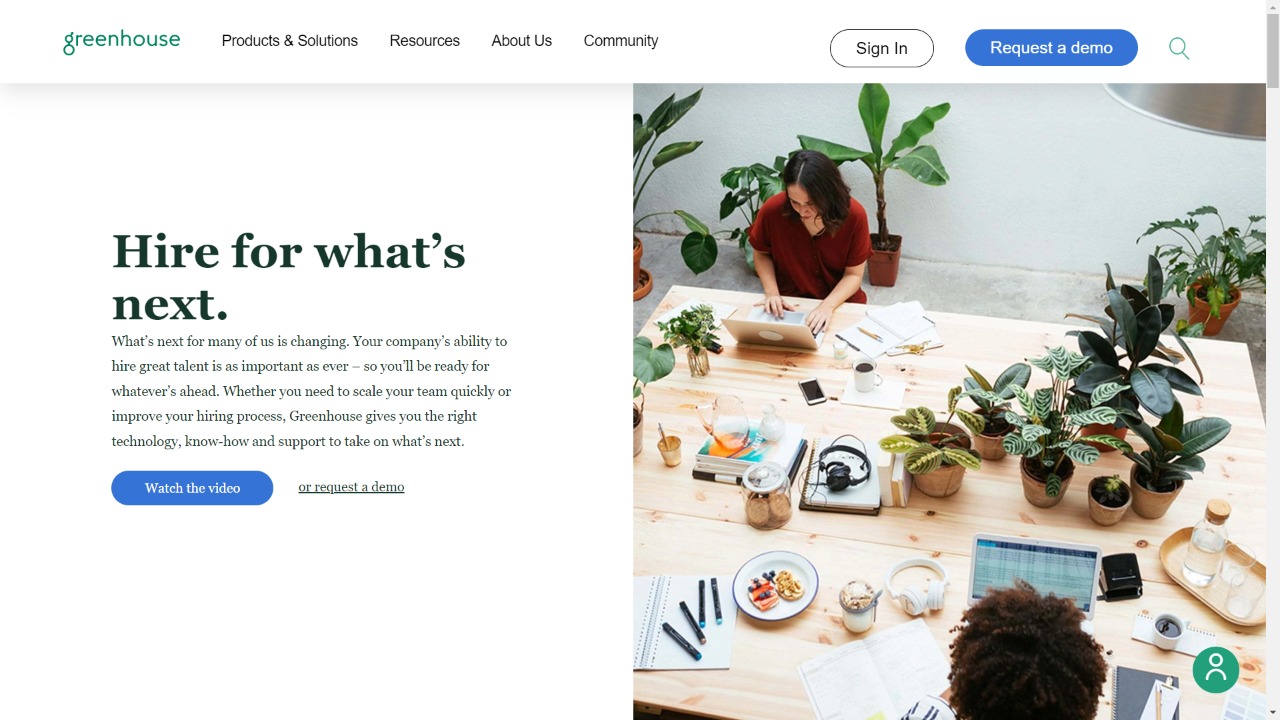 greenhouse
Products & Solutions
Resources
About Us
Community
Sign In
Request a demo
Hire for what’s
next.
What’s next for many of us is changing. Your company’s ability to
hire great talent is as important as ever – so you’ll be ready for
whatever’s ahead. Whether you need to scale your team quickly or
improve your hiring process, Greenhouse gives you the right
technology, know-how and support to take on what’s next.
Watch the video
or request a demo